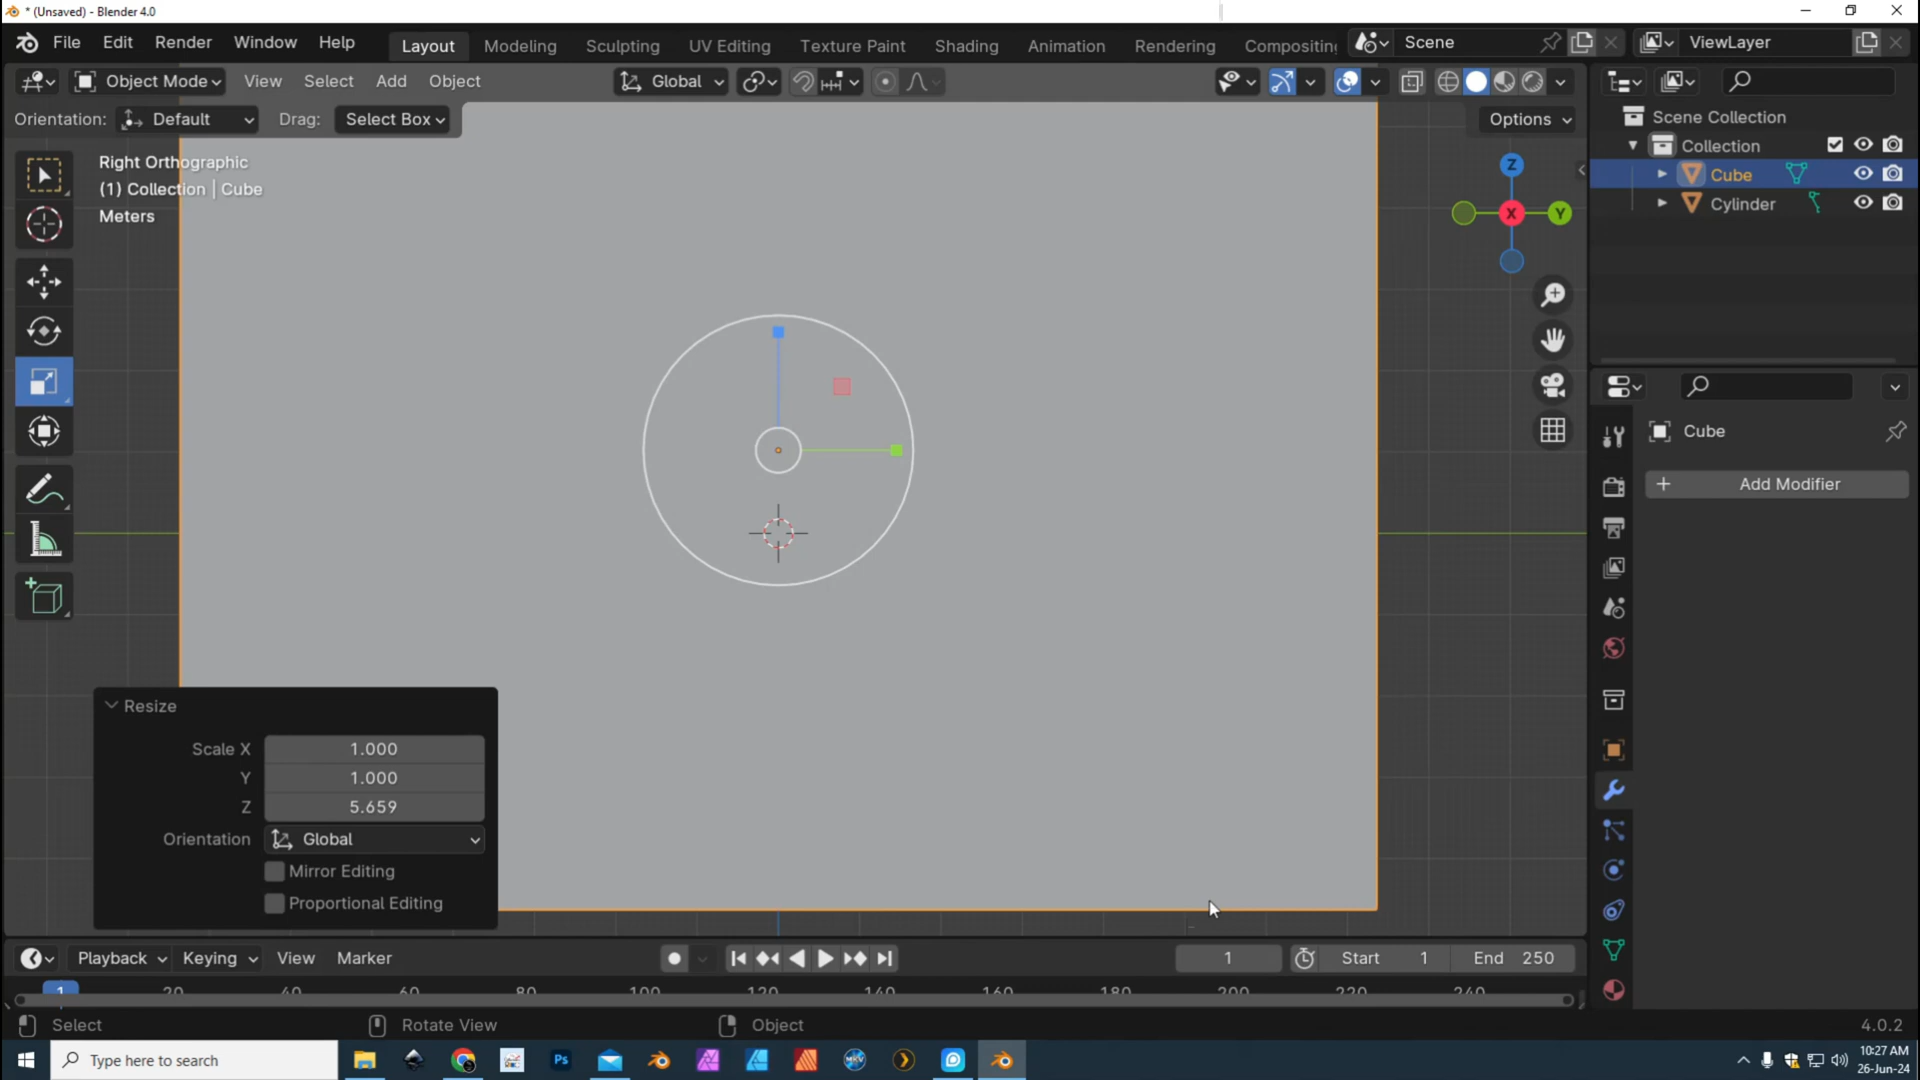 * (Unsaved) - Blender 4.0
File Edit Render Window Help Layout Modeling Sculpting UV Editing Texture Paint Shading Animation Rendering Compositing Scene ViewLayer
Object Mode View Select Add Object Global
Orientation: Default Drag: Select Box Options
Right Orthographic
(1) Collection | Cube
Meters
Z
X Y
Scene Collection
Collection
Cube
Cylinder
Cube
+ Add Modifier
Resize
Scale X 1.000
Y 1.000
Z 5.659
Orientation Global
Mirror Editing
Proportional Editing
Playback Keying View Marker 1 Start 1 End 250
1 20 40 60 80 100 120 140 160 180 200 220 240
Select Rotate View Object 4.0.2
Type here to search Ps MKV 10:27 AM
26-Jun-24